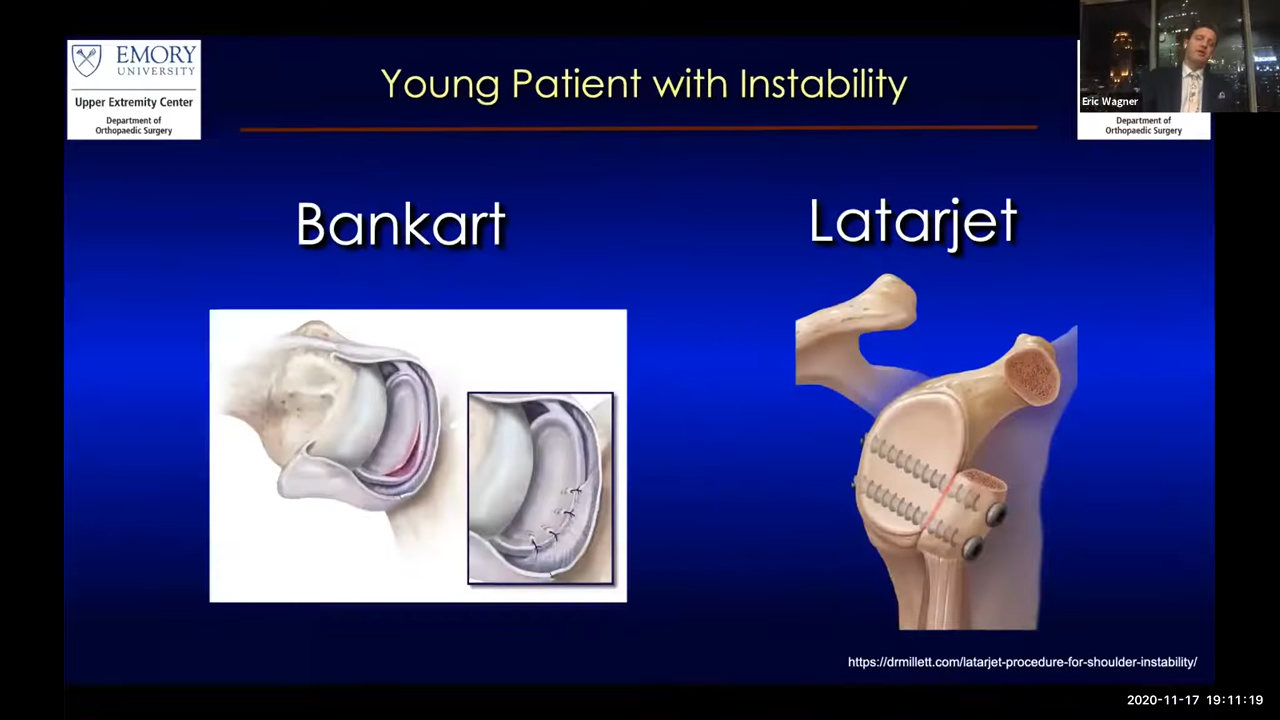 EMORY
UNIVERSITY
Upper Extremity Center
Department of
Orthopaedic Surgery
Young Patient with Instability
Eric Wagner
Department of
Orthopaedic Surgery
Bankart
Latarjet
https://drmillett.com/latarjet-procedure-for-shoulder-instability/
2020-11-17 19:11:19